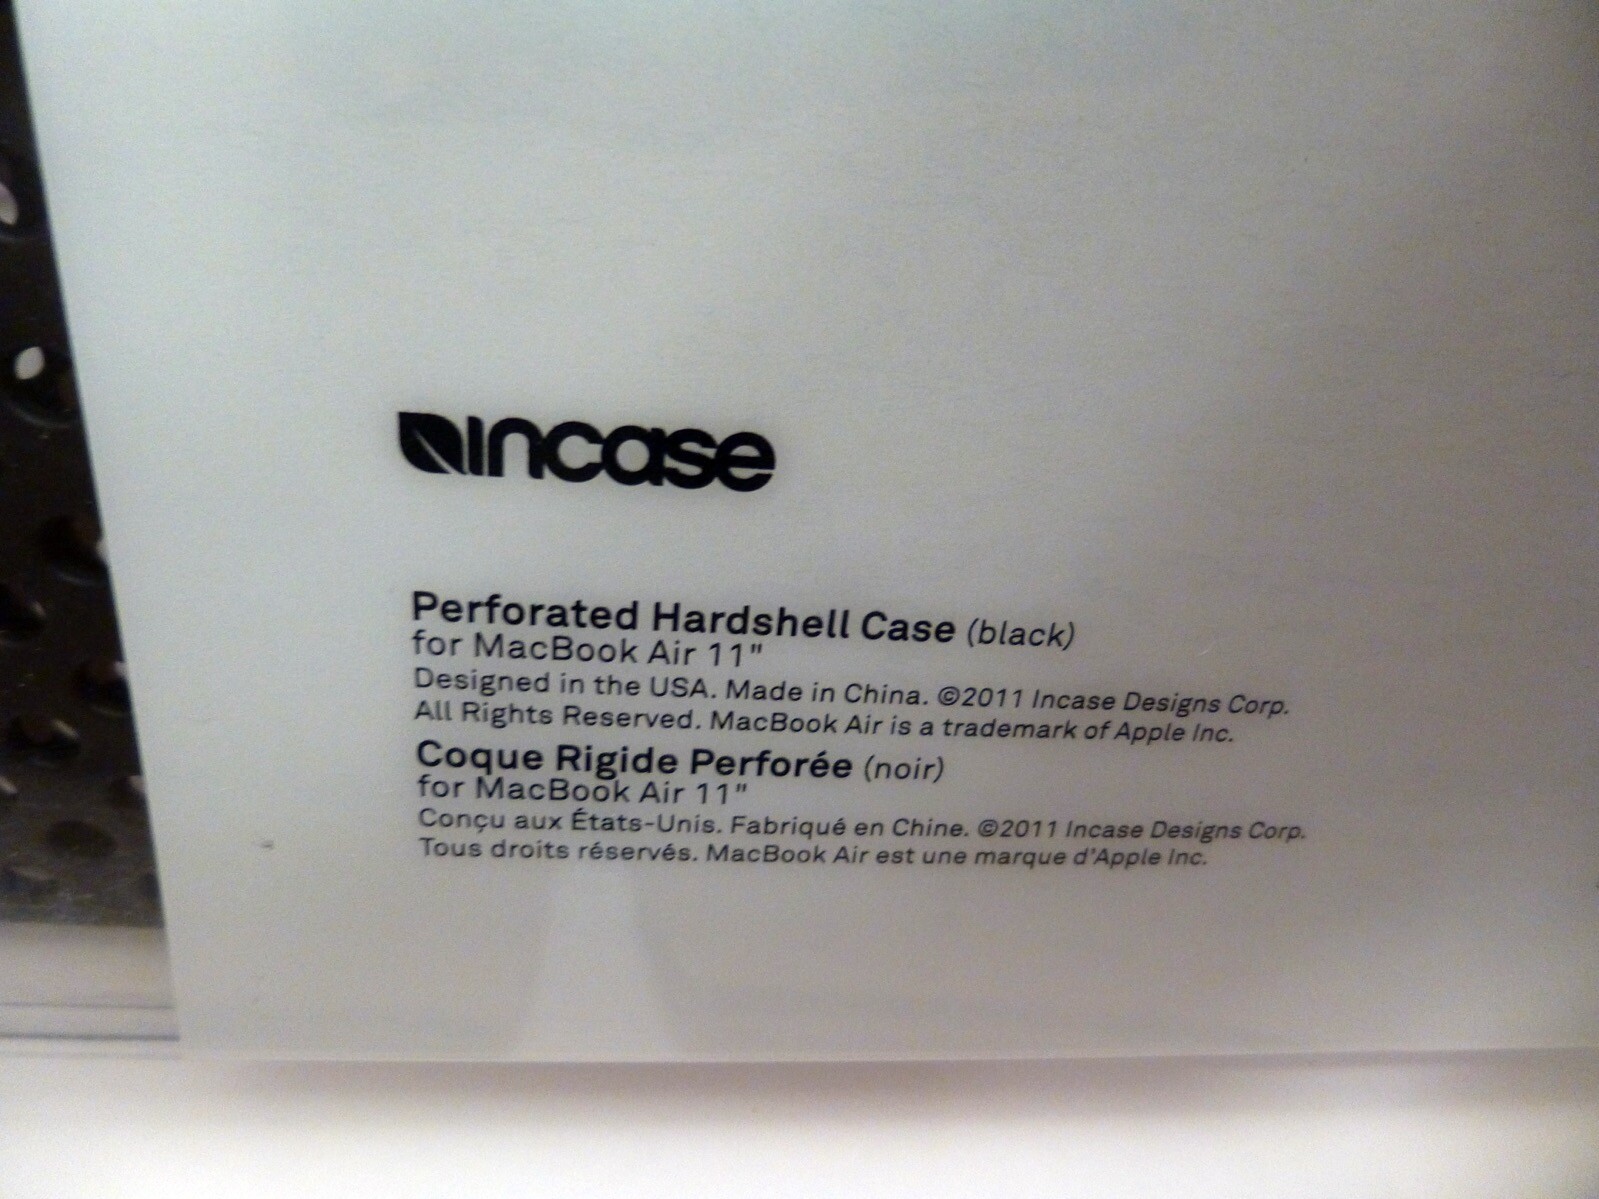 incase
Perforated Hardshell Case (black)
for MacBook Air 11"
Designed in the USA. Made in China. ©2011 Incase Designs Corp.
All Rights Reserved. MacBook Air is a trademark of Apple Inc.
Coque Rigide Perforée (noir)
for MacBook Air 11"
Conçu aux États-Unis. Fabriqué en Chine. ©2011 Incase Designs Corp.
Tous droits réservés. MacBook Air est une marque d'Apple Inc.